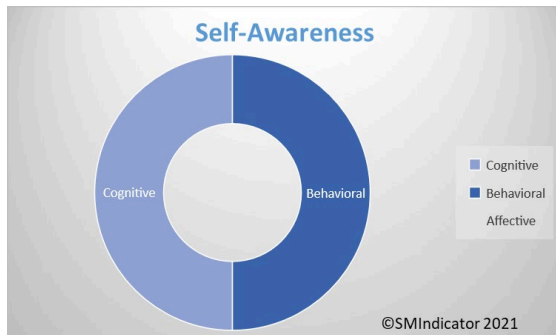 Self-Awareness
Cognitive
Behavioral
Cognitive
Behavioral
Affective
©SMIndicator 2021